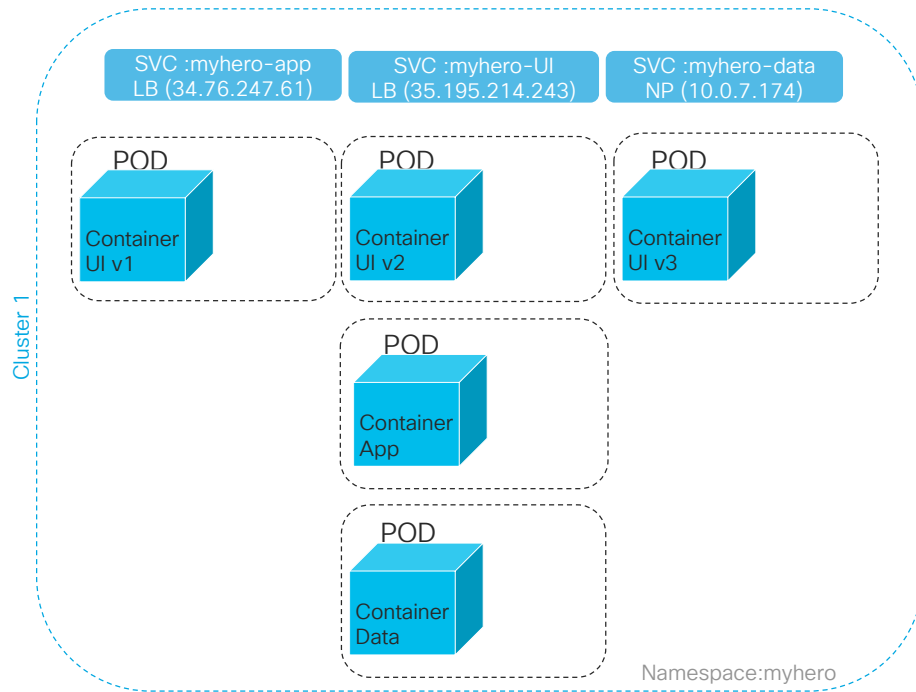 SVC :myhero-app
LB (34.76.247.61)
SVC :myhero-UI
LB (35.195.214.243)
SVC :myhero-data
NP (10.0.7.174)
POD
Container
UI v1
POD
Container
UI v2
POD
Container
UI v3
Cluster 1
POD
Container
App
POD
Container
Data
Namespace:myhero